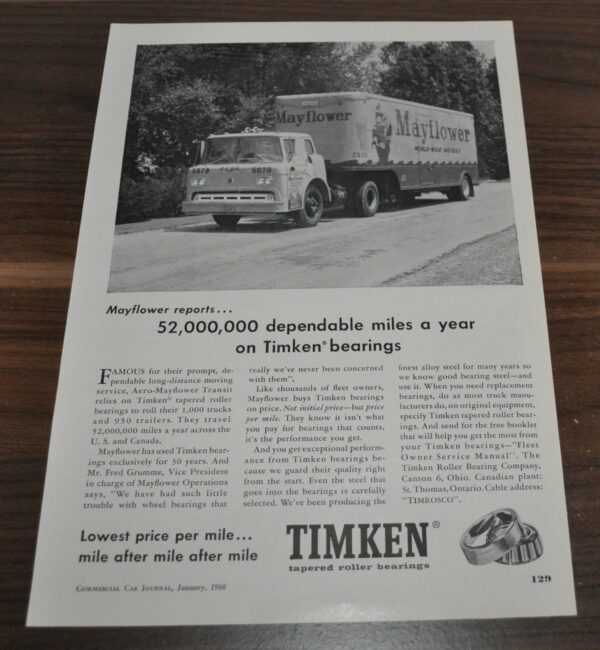 Mayflower
Mayflower
WORLD-WIDE MOVERS
2625
5879 FORD 5879
Mayflower reports...
52,000,000 dependable miles a year
on Timken® bearings
FAMOUS for their prompt, de-
pendable long-distance moving
service, Aero-Mayflower Transit
relies on Timken® tapered roller
bearings to roll their 1,000 trucks
and 950 trailers. They travel
52,000,000 miles a year across the
U. S. and Canada.
Mayflower has used Timken bear-
ings exclusively for 30 years. And
Mr. Fred Grumme, Vice President
in charge of Mayflower Operations
says, "We have had such little
trouble with wheel bearings that
really we've never been concerned
with them".
Like thousands of fleet owners,
Mayflower buys Timken bearings
on price. Not initial price—but price
per mile. They know it isn't what
you pay for bearings that counts,
it's the performance you get.
And you get exceptional perform-
ance from Timken bearings be-
cause we guard their quality right
from the start. Even the steel that
goes into the bearings is carefully
selected. We've been producing the
finest alloy steel for many years so
we know good bearing steel—and
use it. When you need replacement
bearings, do as most truck manu-
facturers do, on original equipment,
specify Timken tapered roller bear-
ings. And send for the free booklet
that will help you get the most from
your Timken bearings—"Fleet
Owner Service Manual". The
Timken Roller Bearing Company,
Canton 6, Ohio. Canadian plant:
St. Thomas, Ontario. Cable address:
"TIMROSCO".
Lowest price per mile...
mile after mile after mile
TIMKEN®
tapered roller bearings
COMMERCIAL CAR JOURNAL, January, 1960
129